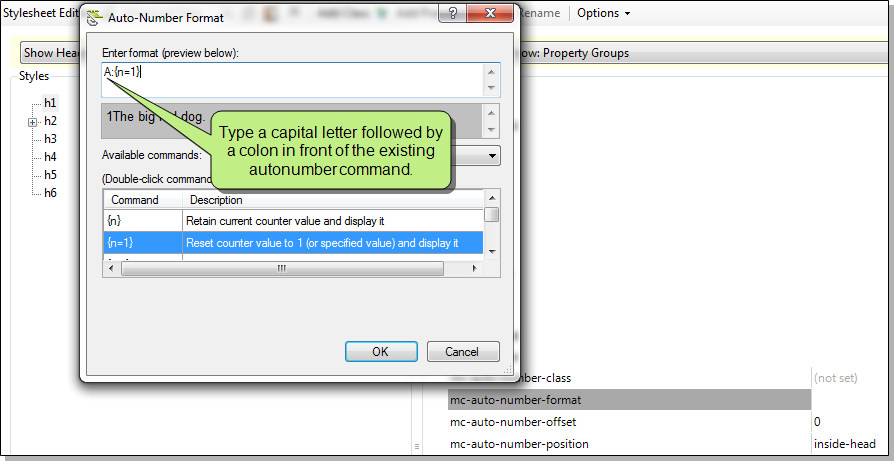 Stylesheet Edit
Rename
Options
Auto-Number Format
Show Hea
ow: Property Groups
Enter format (preview below):
Styles
A:{n=1}
h1
h2
h3
h4
h5
h6
1The big red dog.
Type a capital letter followed by
a colon in front of the existing
autonumber command.
Available commands:
(Double-click command
Command
Description
{n}
Retain current counter value and display it
{n=1}
Reset counter value to 1 (or specified value) and display it
OK
Cancel
mc-auto-number-class
(not set)
mc-auto-number-format
mc-auto-number-offset
0
mc-auto-number-position
inside-head